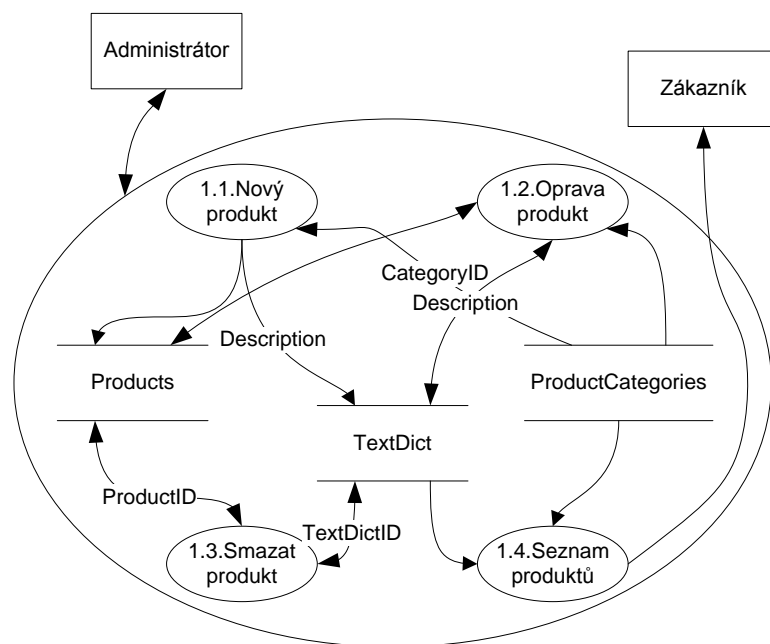 Administrátor
Zákazník
1.1.Nový
produkt
1.2.Oprava
produkt
CategoryID
Description
Description
Products
ProductCategories
TextDict
ProductID
TextDictID
1.3.Smazat
produkt
1.4.Seznam
produktů